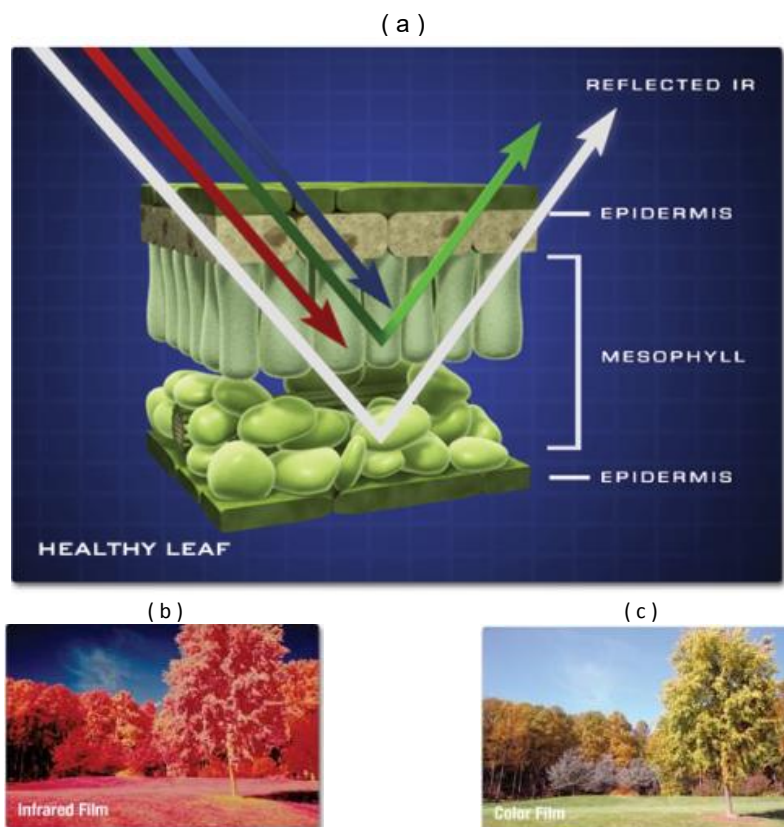 ( a )
REFLECTED IR
EPIDERMIS
MESOPHYLL
EPIDERMIS
HEALTHY LEAF
( b )
( c )
Infrared Film
Color Film